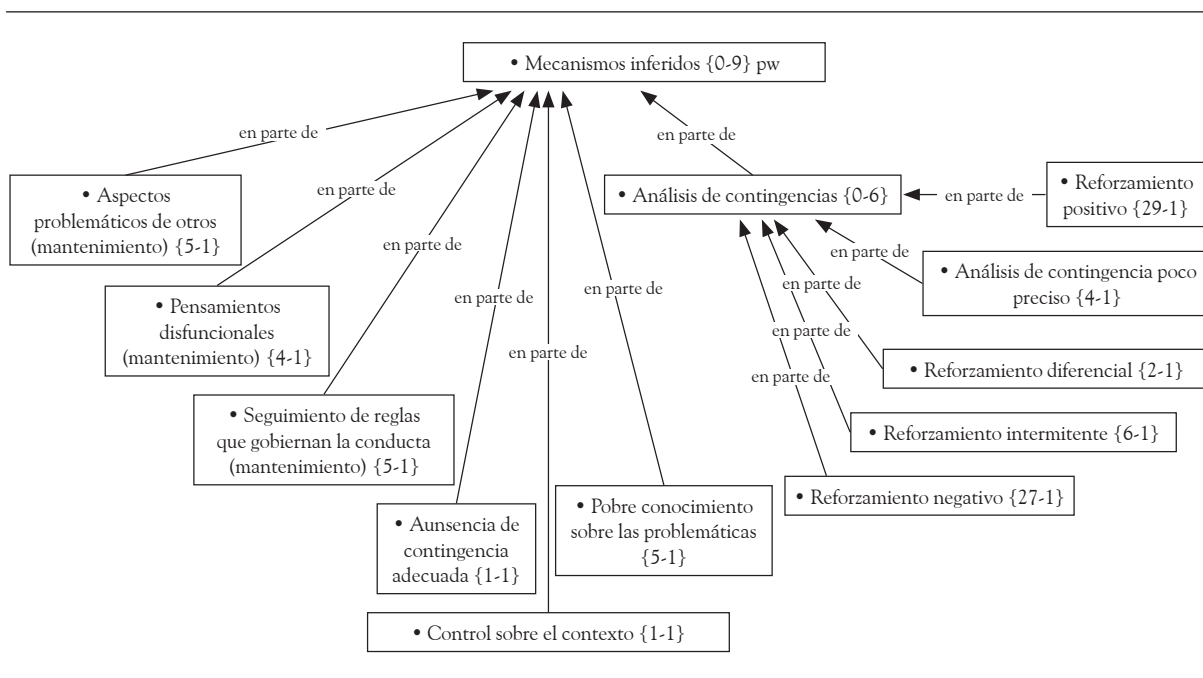 • Mecanismos inferidos {0-9} pw
en parte de
en parte de
• Aspectos
problemáticos de otros
(mantenimiento) {5-1}
en parte de
• Análisis de contingencias {0-6}
en parte de
• Reforzamiento
positivo {29-1}
en parte de
en parte de
• Análisis de contingencia poco
preciso {4-1}
en parte de
en parte de
en parte de
• Pensamientos
disfuncionales
(mantenimiento) {4-1}
en parte de
en parte de
en parte de
• Reforzamiento diferencial {2-1}
• Seguimiento de reglas
que gobiernan la conducta
(mantenimiento) {5-1}
• Reforzamiento intermitente {6-1}
• Reforzamiento negativo {27-1}
• Aunsencia de
contingencia
adecuada {1-1}
• Pobre conocimiento
sobre las problemáticas
{5-1}
• Control sobre el contexto {1-1}